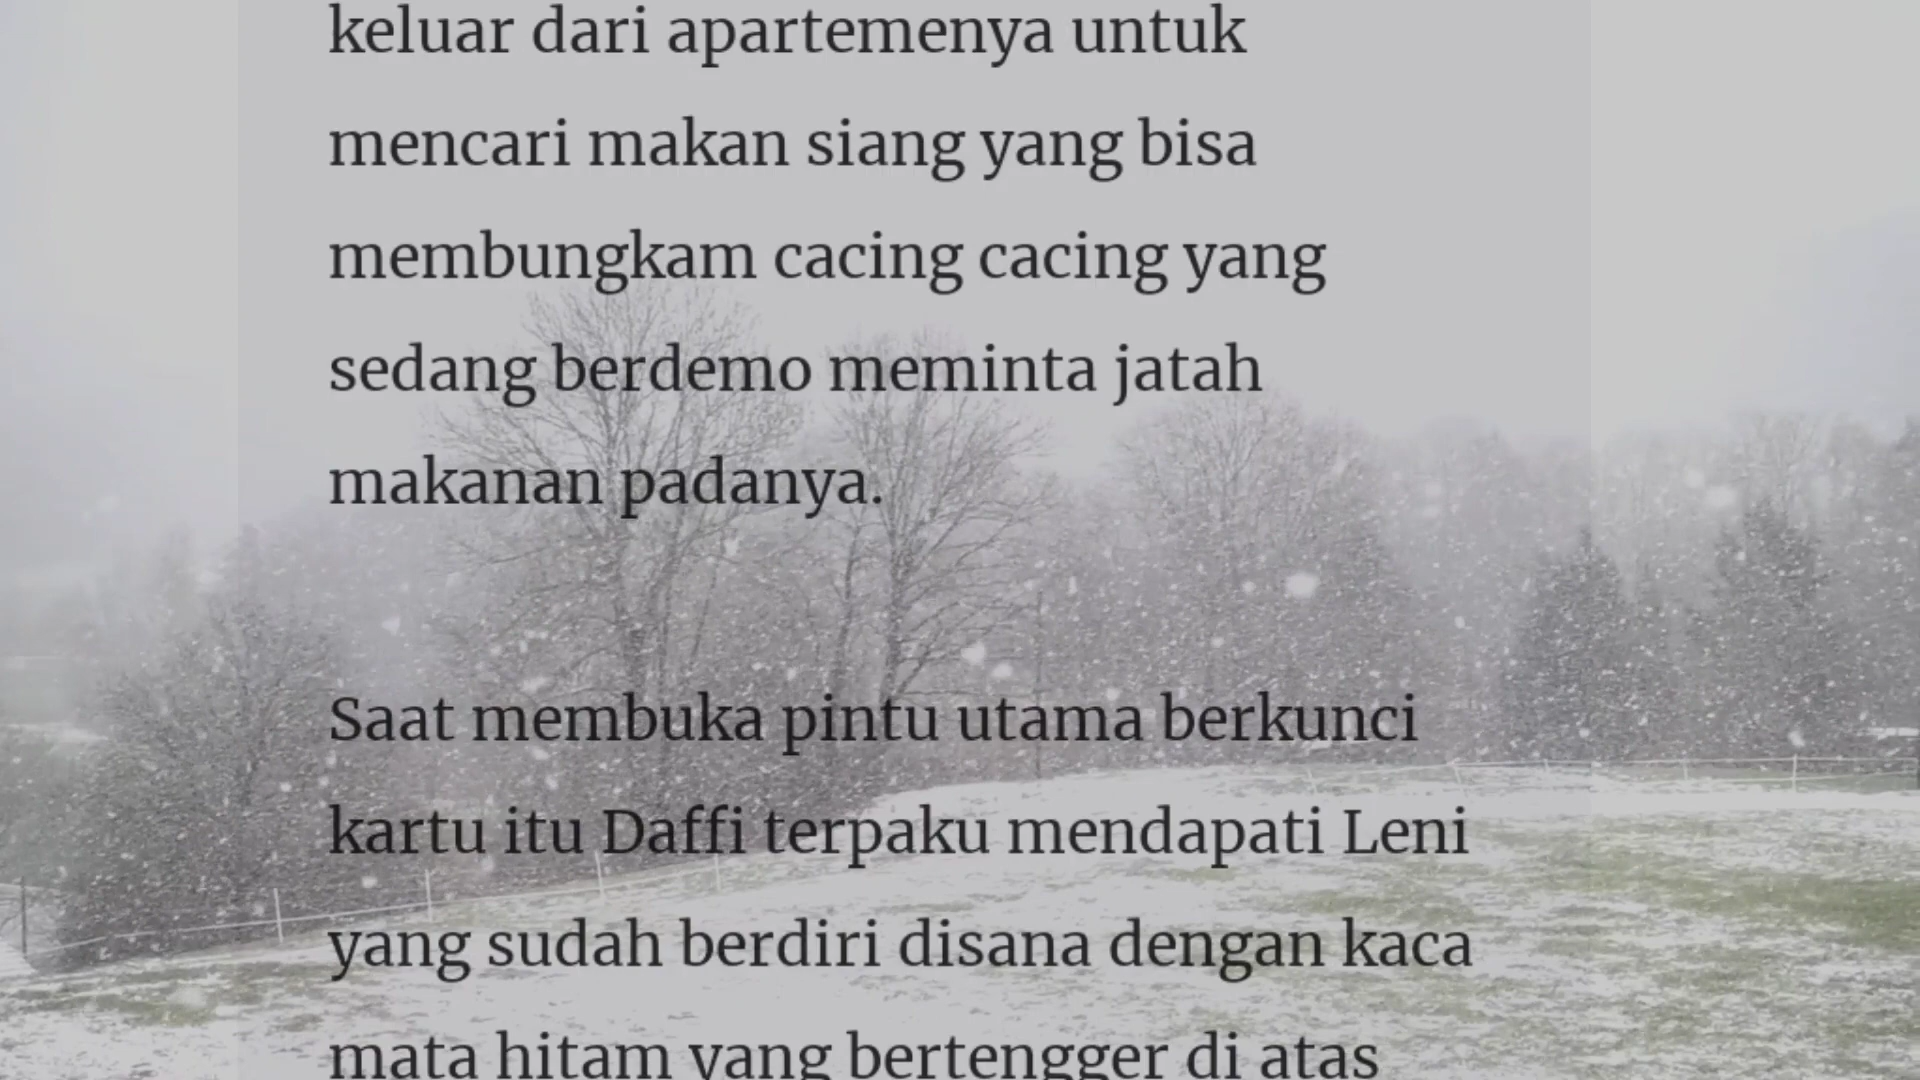 keluar dari apartemenya untuk
mencari makan siang yang bisa
membungkam cacing cacing yang
sedang berdemo meminta jatah
makanan padanya.
Saat membuka pintu utama berkunci
kartu itu Daffi terpaku mendapati Leni
yang sudah berdiri disana dengan kaca
mata hitam yang bertengger di atas